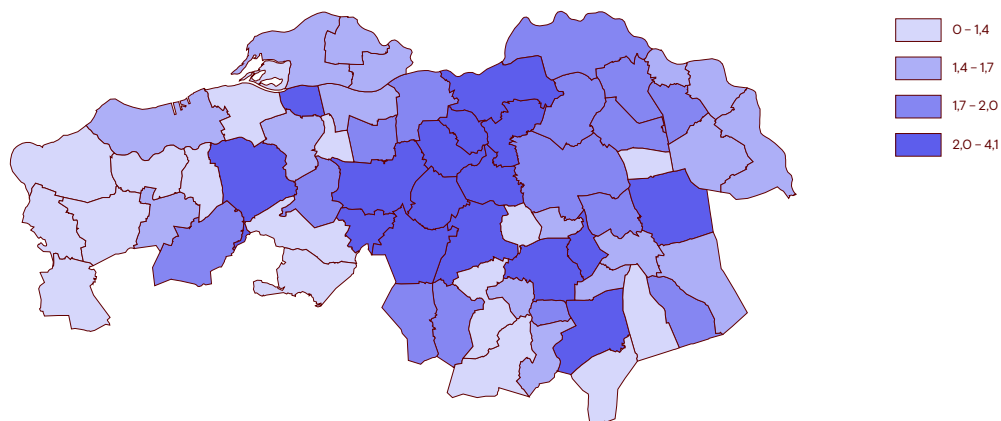 0 – 1,4
1,4 – 1,7
1,7 – 2,0
2,0 – 4,1